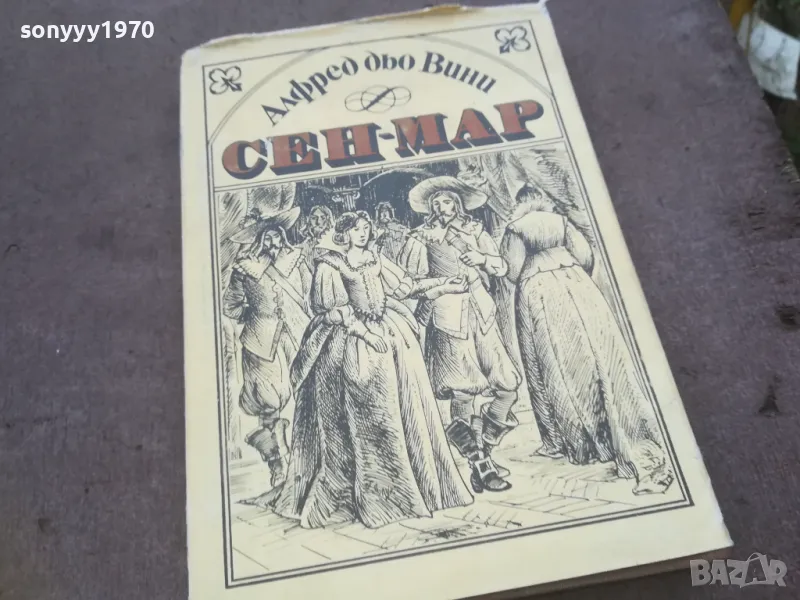 sonyyy1970
Алфред дьо Вини
СЕН-МАР
BAZAR